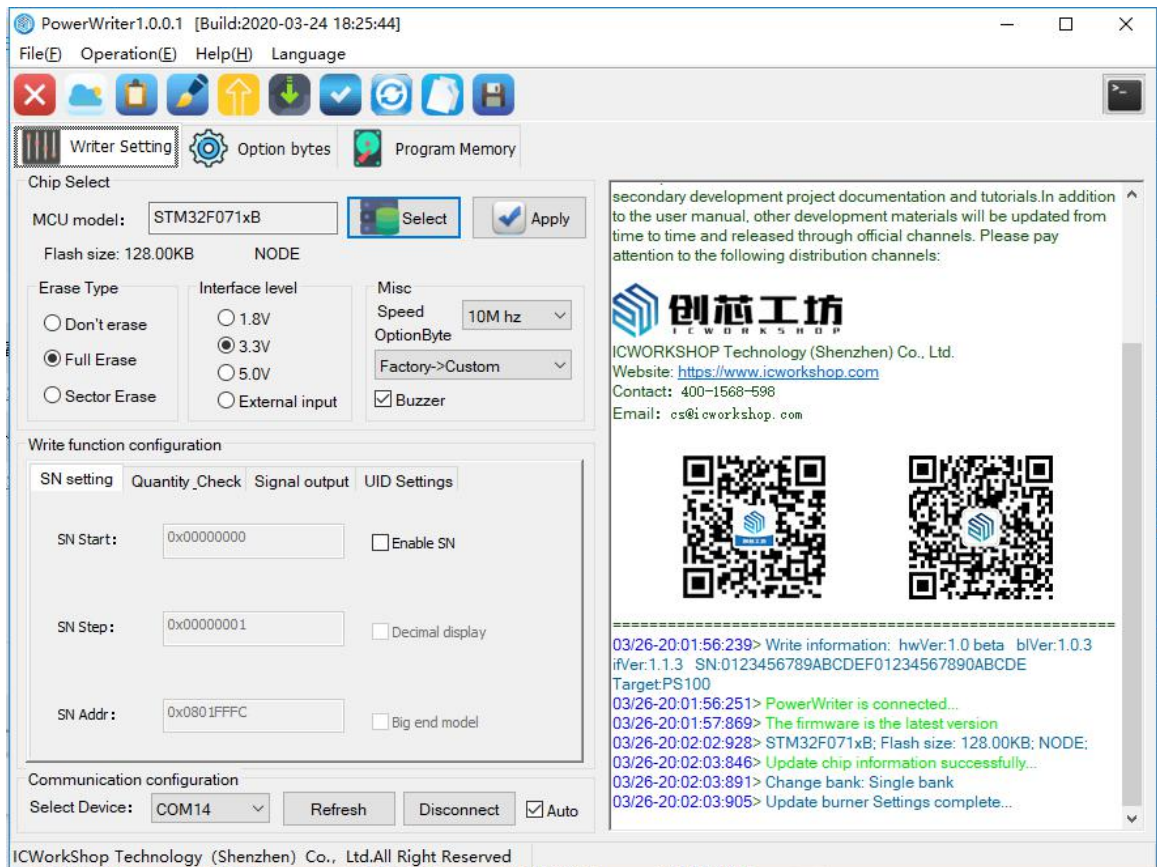 PowerWriter1.0.0.1 [Build:2020-03-24 18:25:44]
File(F) Operation(E) Help(H) Language
Writer Setting Option bytes Program Memory
Chip Select
MCU model: STM32F071xB Select Apply
Flash size: 128.00KB NODE
Erase Type
Don't erase
Full Erase
Sector Erase
Interface level
1.8V
3.3V
5.0V
External input
Misc
Speed 10M hz
OptionByte
Factory->Custom
Buzzer
Write function configuration
SN setting Quantity_Check Signal output UID Settings
SN Start: 0x00000000 Enable SN
SN Step: 0x00000001 Decimal display
SN Addr: 0x0801FFFC Big end model
Communication configuration
Select Device: COM14 Refresh Disconnect Auto
secondary development project documentation and tutorials.In addition
to the user manual, other development materials will be updated from
time to time and released through official channels. Please pay
attention to the following distribution channels:
创芯工坊
ICWORKSHOP
ICWORKSHOP Technology (Shenzhen) Co., Ltd.
Website: https://www.icworkshop.com
Contact: 400-1568-598
Email: cs@icworkshop.com
03/26-20:01:56:239> Write information: hwVer:1.0 beta blVer:1.0.3
ifVer:1.1.3 SN:0123456789ABCDEF01234567890ABCDE
Target:PS100
03/26-20:01:56:251> PowerWriter is connected...
03/26-20:01:57:869> The firmware is the latest version
03/26-20:02:02:928> STM32F071xB; Flash size: 128.00KB; NODE;
03/26-20:02:03:846> Update chip information successfully...
03/26-20:02:03:891> Change bank: Single bank
03/26-20:02:03:905> Update burner Settings complete...
ICWorkShop Technology (Shenzhen) Co., Ltd.All Right Reserved